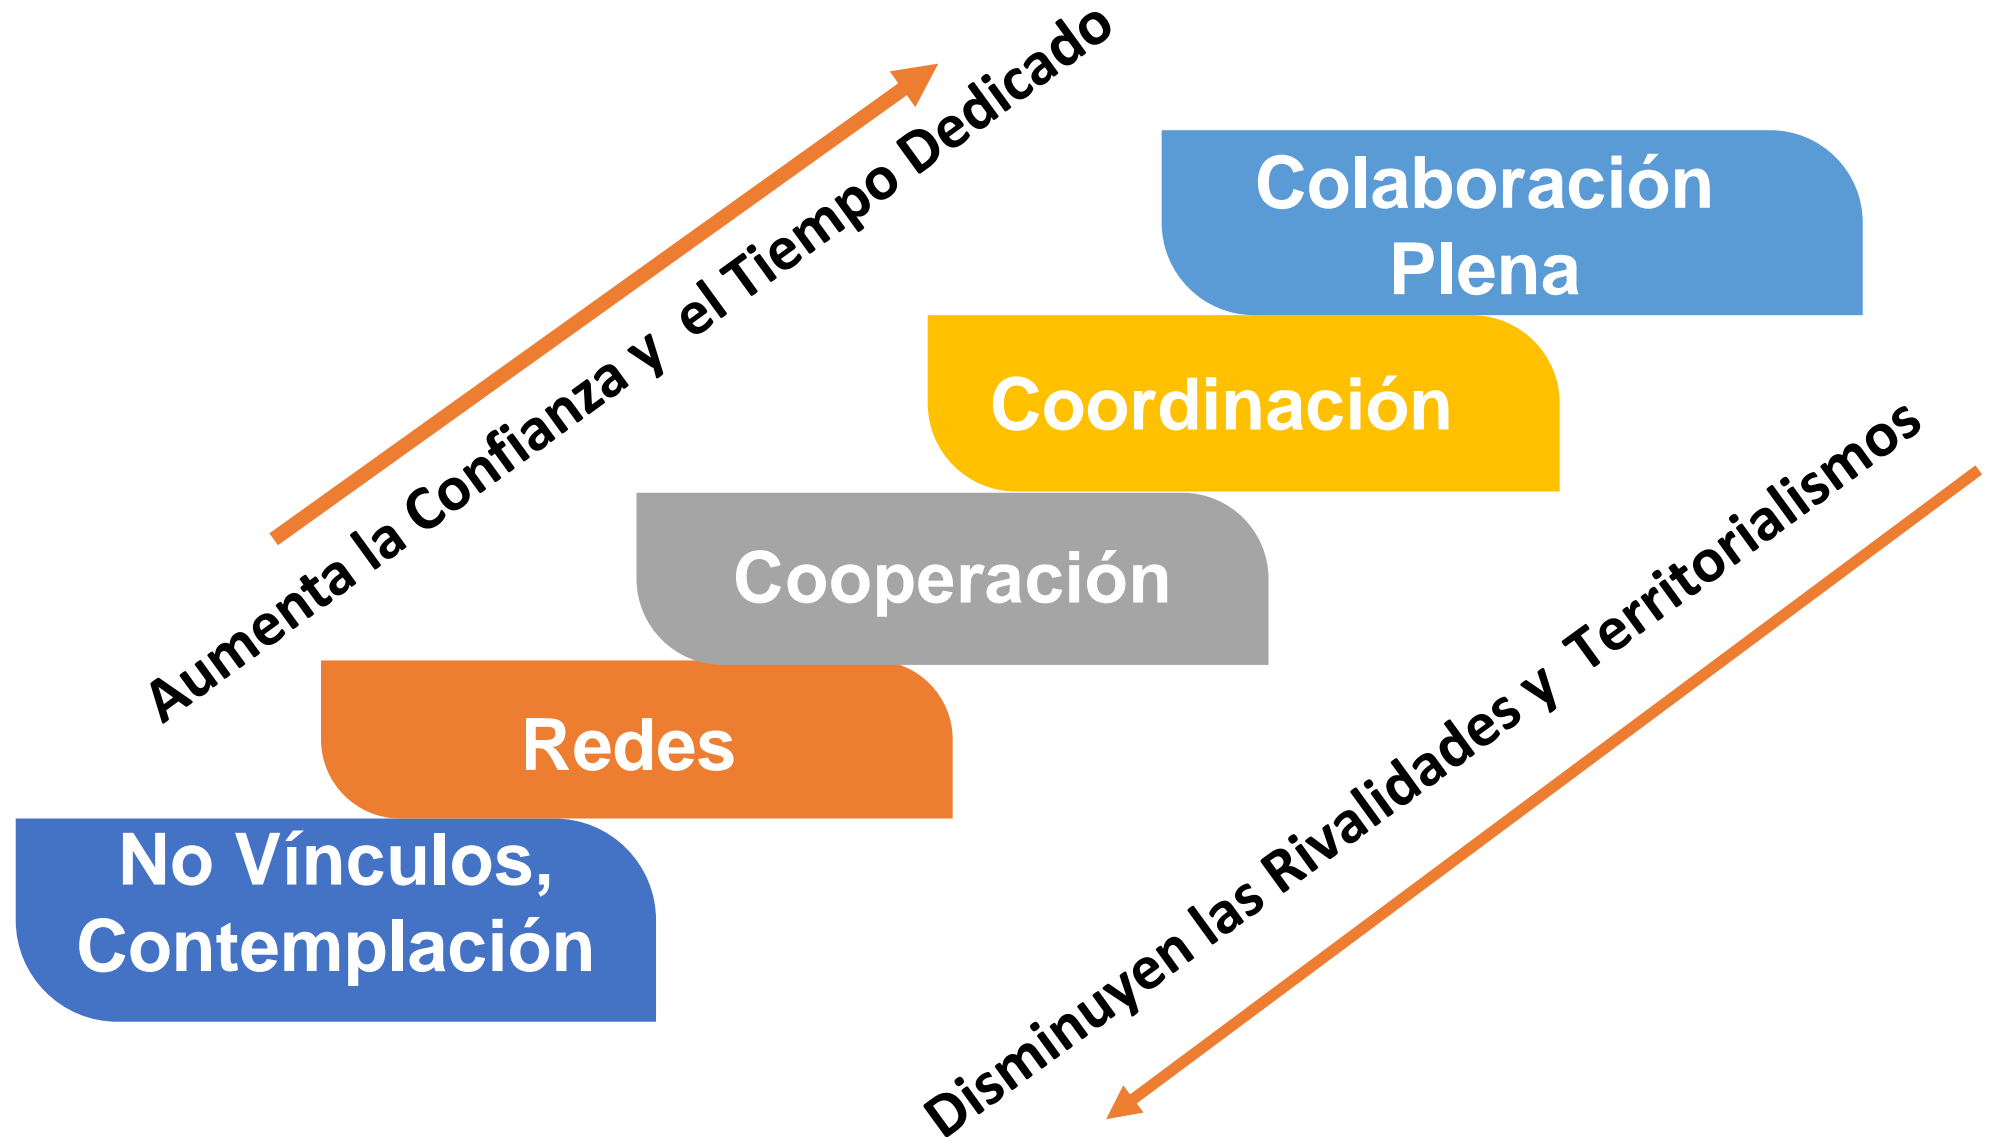 Aumenta la Confianza y el Tiempo Dedicado
Colaboración
Plena
Coordinación
Cooperación
Redes
No Vínculos,
Contemplación
Disminuyen las Rivalidades y Territorialismos